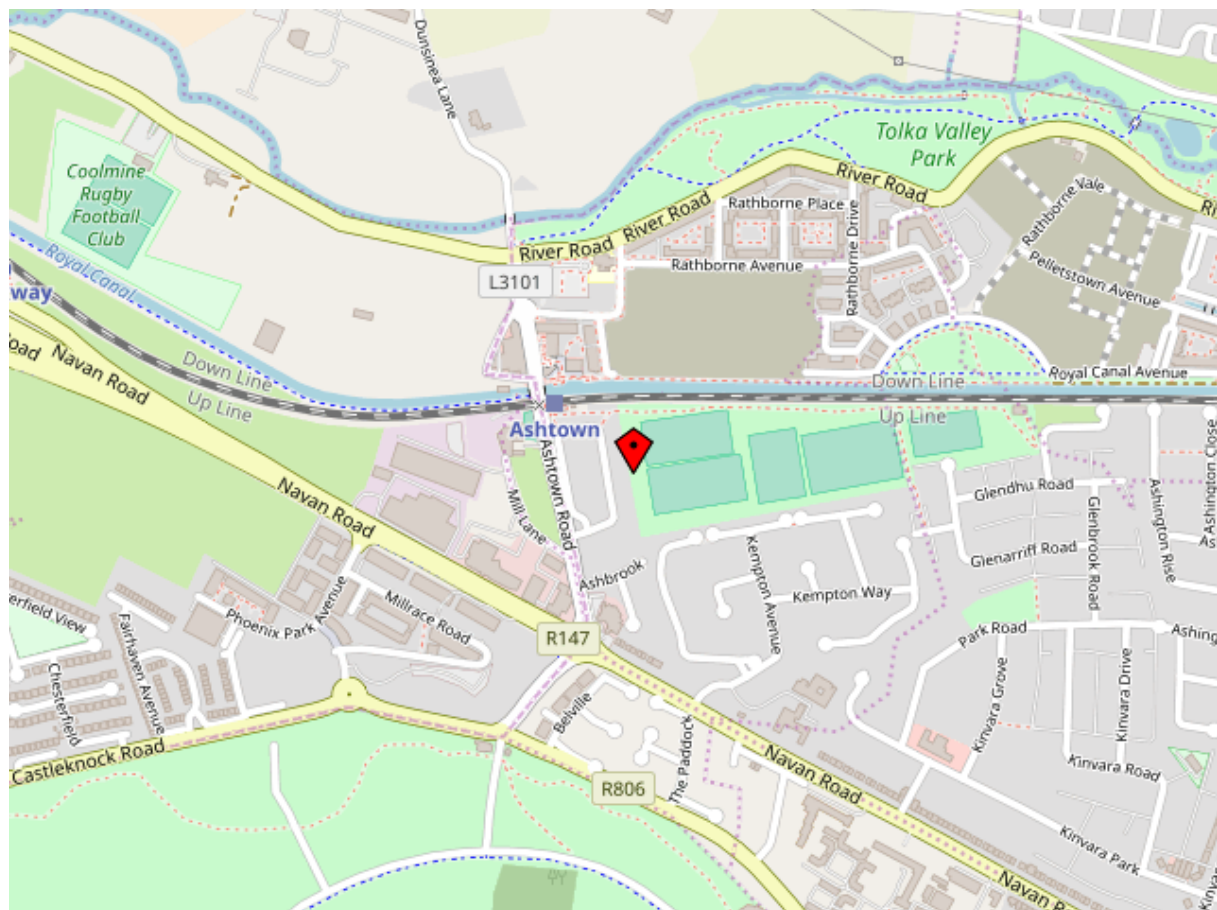 Dunsinea Lane
Tolka Valley
Park
Coolmine
Rugby
Football
Club
River Road
River Road
River Road
Rathborne Place
Rathborne Drive
Rathborne Vale
Rathborne Avenue
Pelletstown Avenue
Royal Canal
L3101
way
Navan Road
Down Line
Up Line
Down Line
Up Line
Royal Canal Avenue
Ashtown
Ashtown Road
Mill Lane
Navan Road
Glendhu Road
Glenarriff Road
Glenbrook Road
Ashington Rise
Ashington Close
Ashbrook
Kempton Avenue
Kempton Way
Park Road
Phoenix Park Avenue
Millrace Road
erfield View
Fairhaven Avenue
Chesterfield
R147
Belville
The Paddock
Kinvara Grove
Kinvara Drive
Kinvara Road
Castleknock Road
R806
Navan Road
Kinvara Park